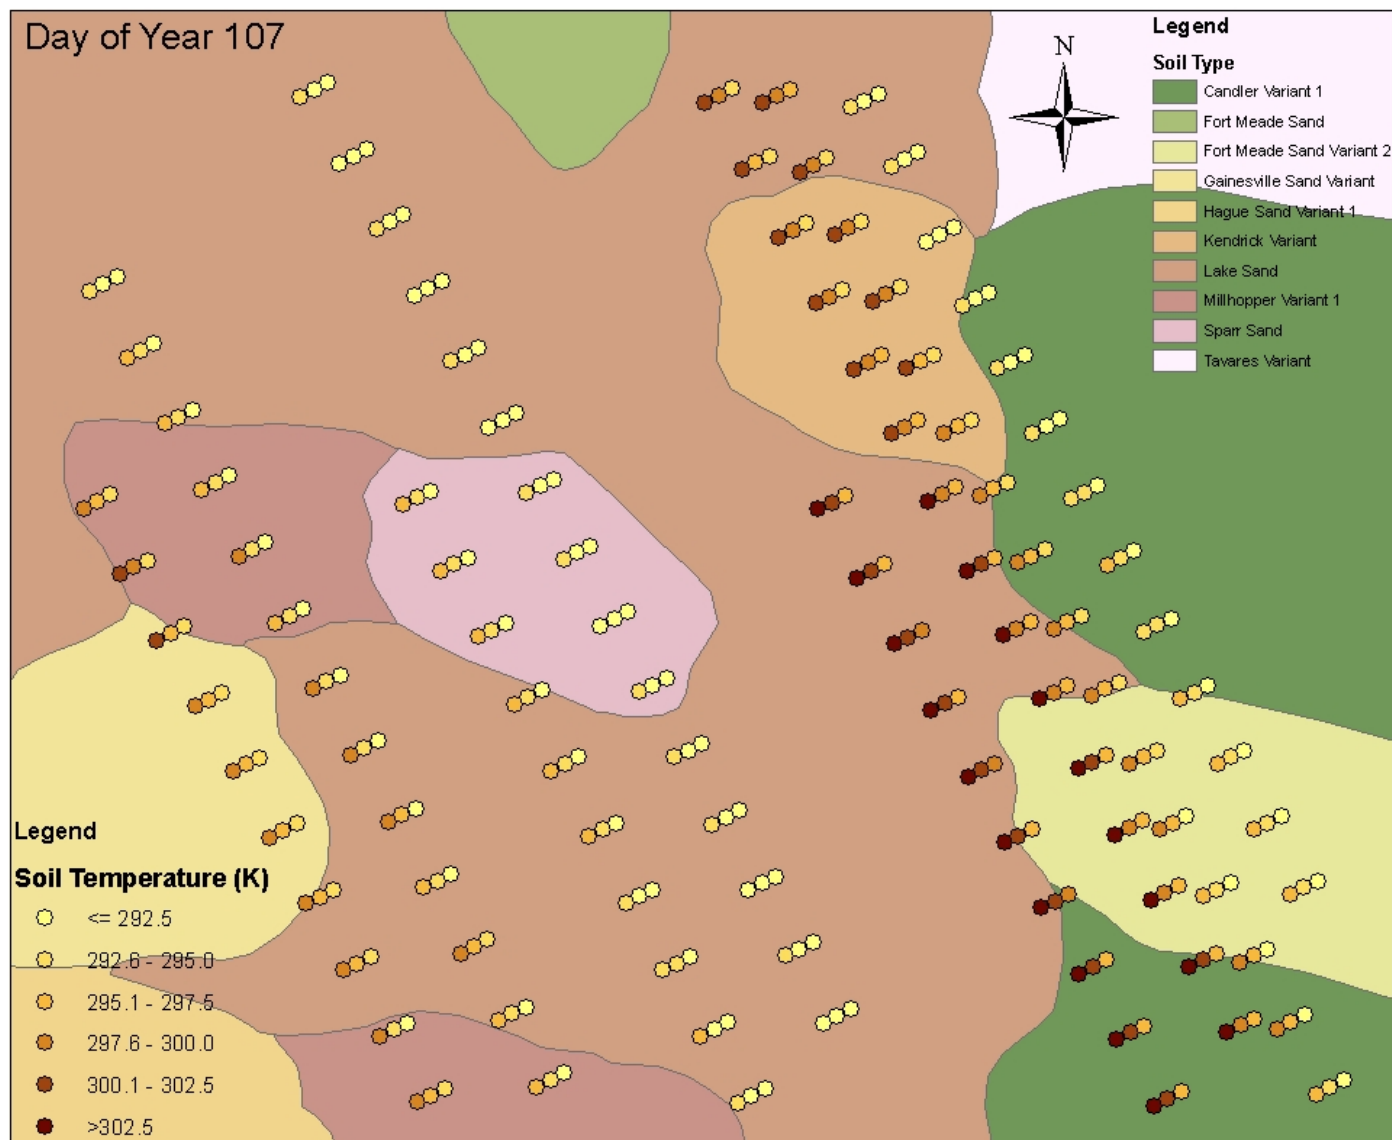 Day of Year 107
N
Legend
Soil Type
Candler Variant 1
Fort Meade Sand
Fort Meade Sand Variant 2
Gainesville Sand Variant
Hague Sand Variant 1
Kendrick Variant
Lake Sand
Millhopper Variant 1
Sparr Sand
Tavares Variant
Legend
Soil Temperature (K)
<= 292.5
292.6 - 295.0
295.1 - 297.5
297.6 - 300.0
300.1 - 302.5
>302.5